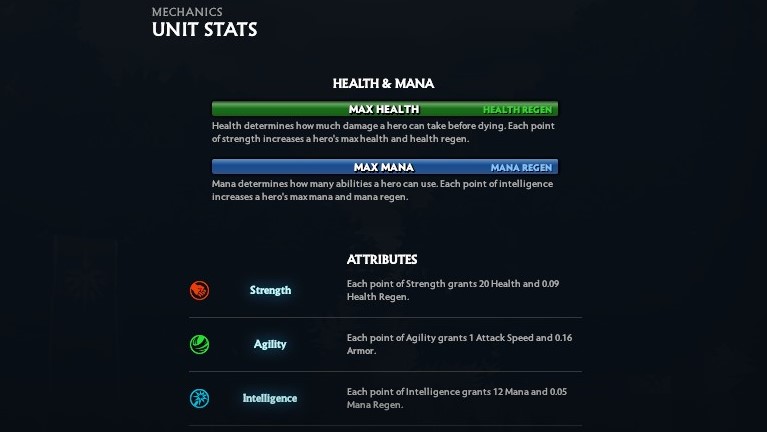 MECHANICS
UNIT STATS
HEALTH & MANA
MAX HEALTH HEALTH REGEN
Health determines how much damage a hero can take before dying. Each point
of strength increases a hero's max health and health regen.
MAX MANA MANA REGEN
Mana determines how many abilities a hero can use. Each point of intelligence
increases a hero's max mana and mana regen.
ATTRIBUTES
Strength
Each point of Strength grants 20 Health and 0.09
Health Regen.
Agility
Each point of Agility grants 1 Attack Speed and 0.16
Armor.
Intelligence
Each point of Intelligence grants 12 Mana and 0.05
Mana Regen.